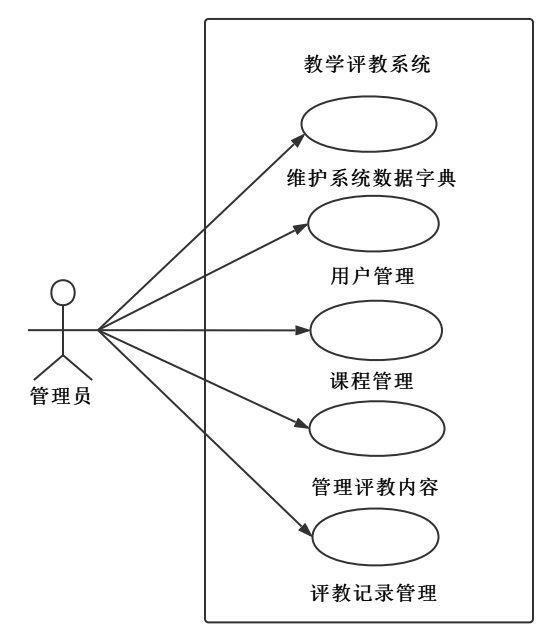 教学评教系统
维护系统数据字典
用户管理
课程管理
管理员
管理评教内容
评教记录管理